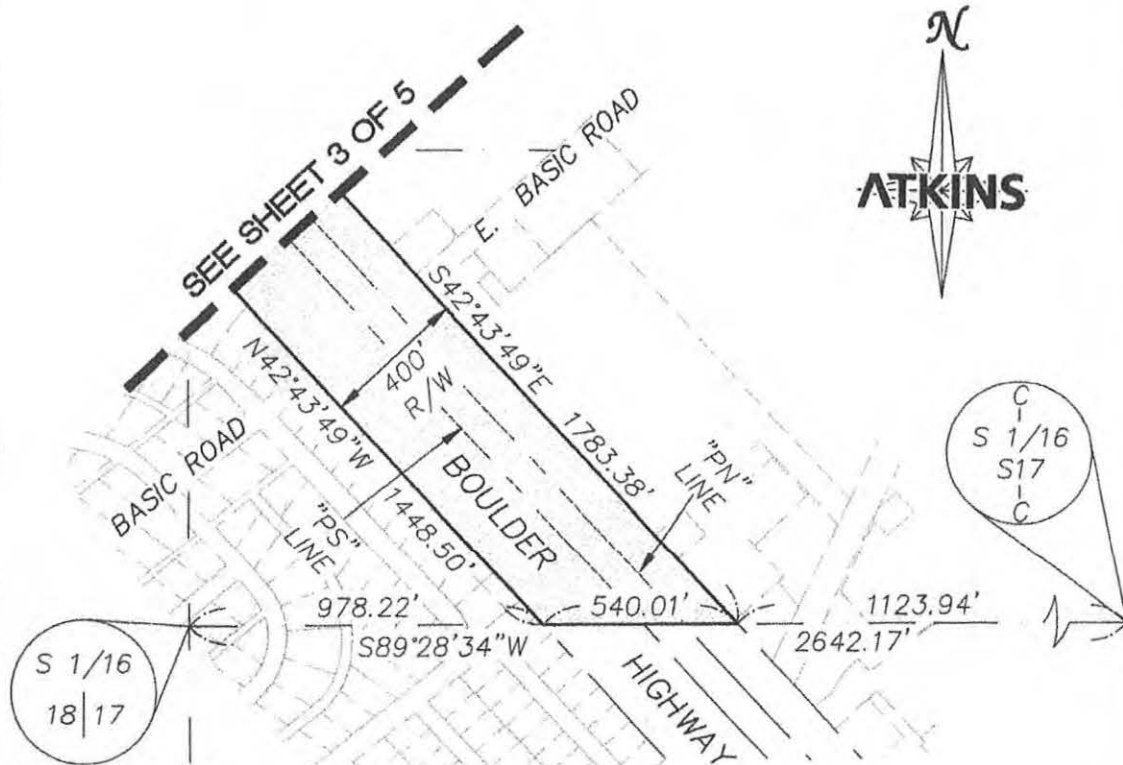 N
ATKINS
SEE SHEET 3 OF 5
E. BASIC ROAD
S42°43'49"E
1783.38'
400'
R/W
N42°43'49"W
1448.50'
BASIC ROAD
"PS"
LINE
BOULDER
"PN"
LINE
C
S 1/16
S17
C
978.22'
540.01'
1123.94'
S89°28'34"W
2642.17'
S 1/16
18|17
HIGHWAY